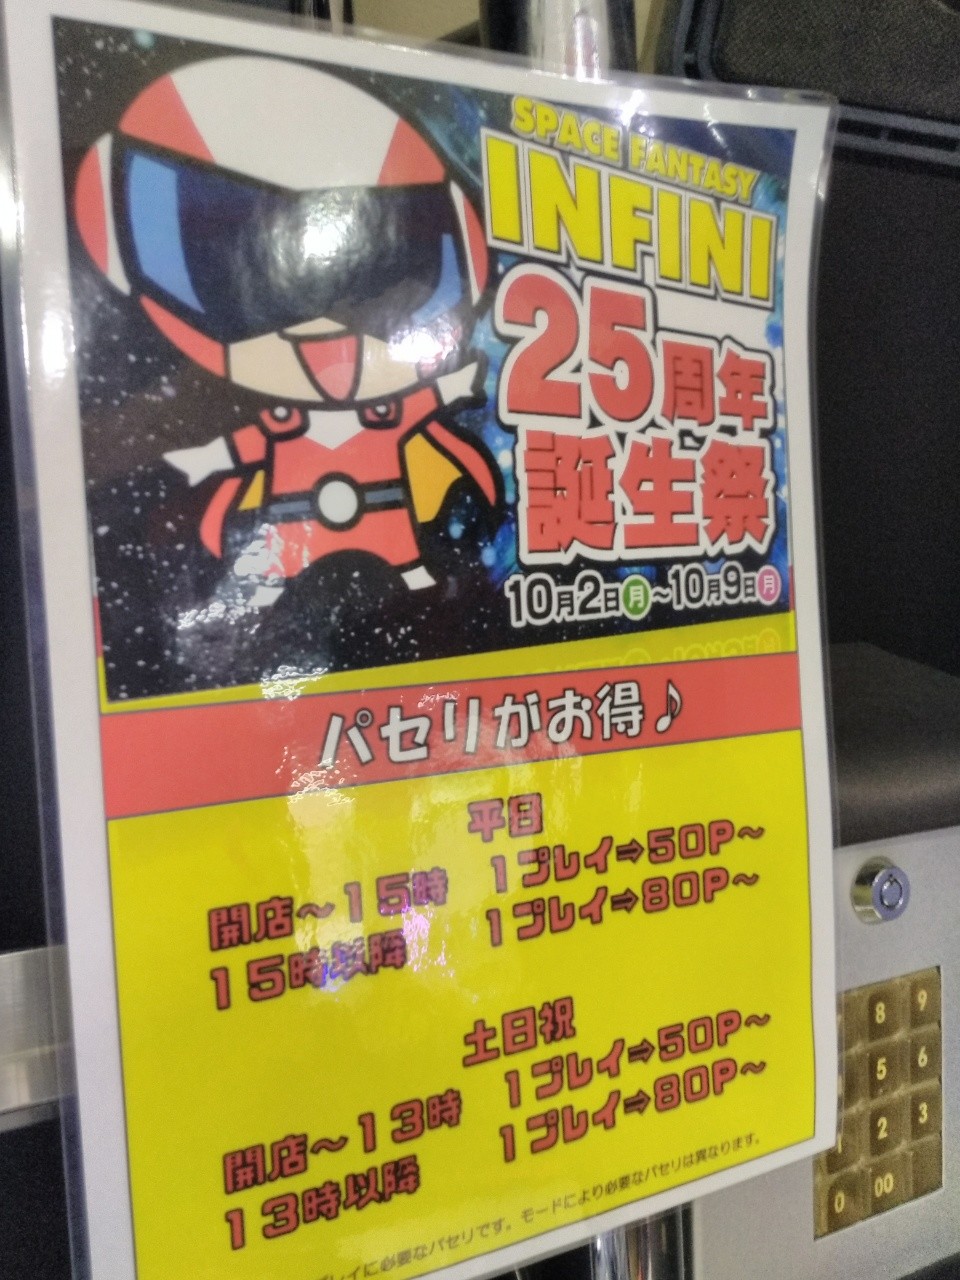 SPACE FANTASY
INFINI
25周年
誕生祭
10月2日月~10月9日月
パセリがお得♪
平日
開店~15時 1プレイ⇒50P~
15時以降 1プレイ⇒80P~
土日祝
開店~13時 1プレイ⇒50P~
13時以降 1プレイ⇒80P~
プレイに必要なパセリです。モードにより必要なパセリは異なります。
8 9
5 6
1 2 3
0 00